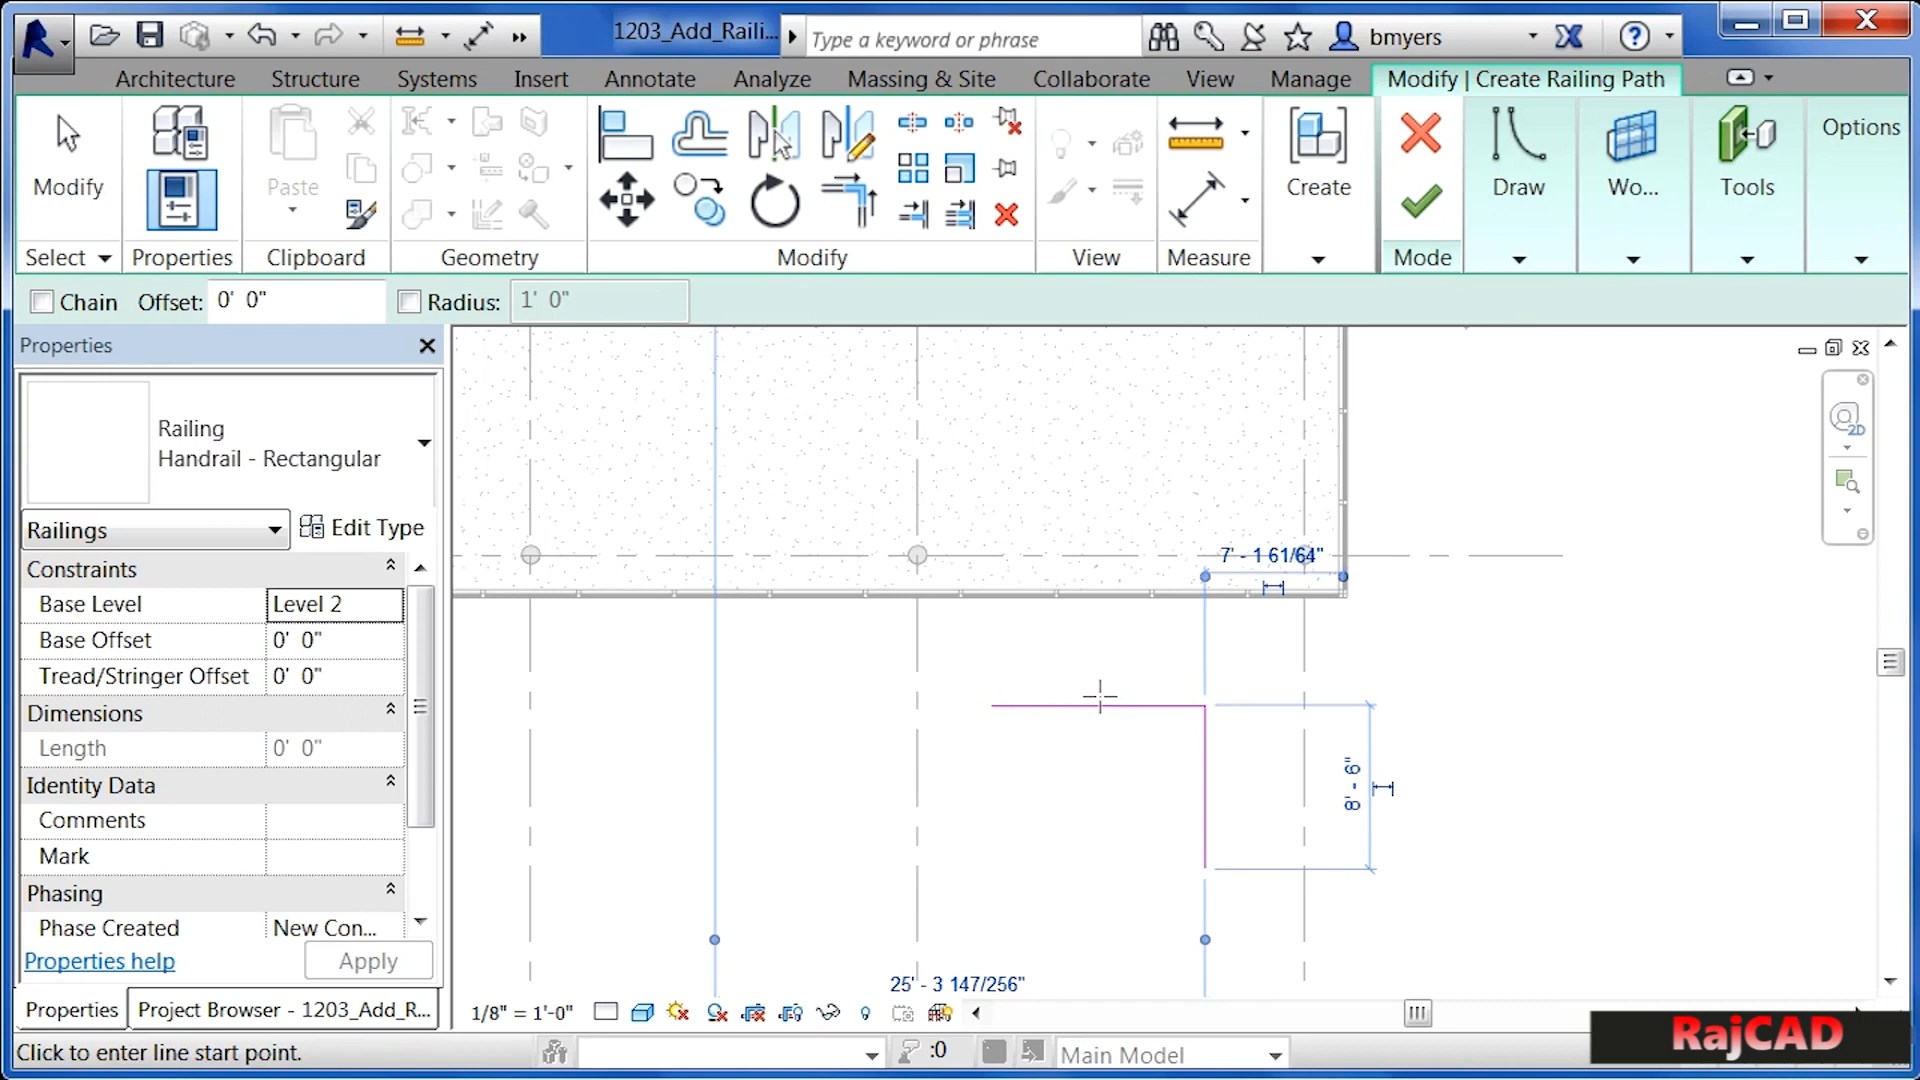 1203_Add_Raili...
Type a keyword or phrase
bmyers
Architecture Structure Systems Insert Annotate Analyze Massing & Site Collaborate View Manage Modify | Create Railing Path
Modify
Paste
Create
Draw
Wo...
Tools
Options
Select Properties Clipboard Geometry Modify View Measure Mode
Chain Offset: 0' 0" Radius: 1' 0"
Properties
Railing
Handrail - Rectangular
Railings Edit Type
Constraints
Base Level Level 2
Base Offset 0' 0"
Tread/Stringer Offset 0' 0"
Dimensions
Length 0' 0"
Identity Data
Comments
Mark
Phasing
Phase Created New Con...
Properties help Apply
Properties Project Browser - 1203_Add_R...
2D
7' - 1 61/64"
8' - 6"
25' - 3 147/256"
1/8" = 1'-0"
Click to enter line start point.
:0
Main Model
RajCAD